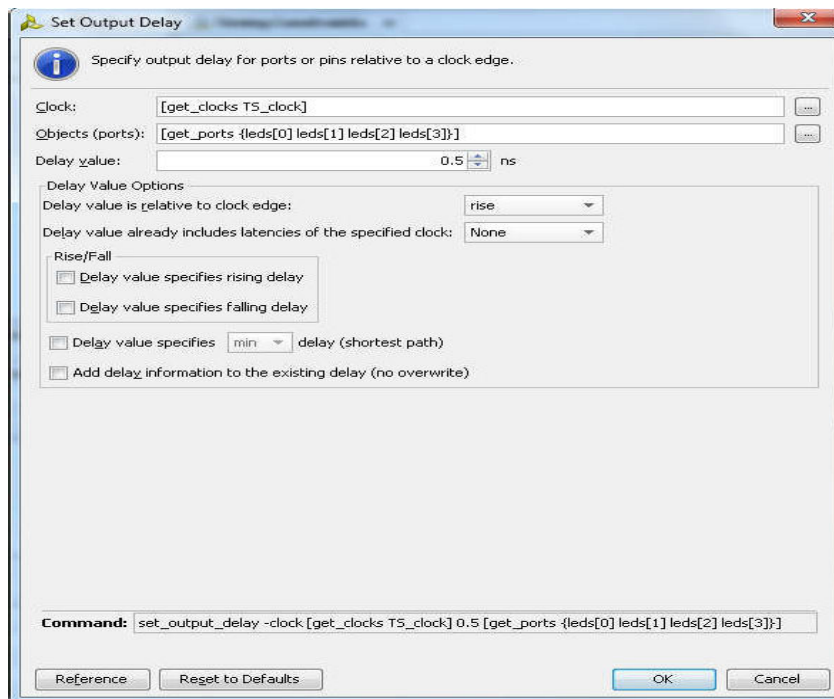 Set Output Delay
Specify output delay for ports or pins relative to a clock edge.
Clock: [get_clocks TS_clock] ...
Objects (ports): [get_ports {leds[0] leds[1] leds[2] leds[3]}] ...
Delay value: 0.5 ns
Delay Value Options
Delay value is relative to clock edge: rise
Delay value already includes latencies of the specified clock: None
Rise/Fall
Delay value specifies rising delay
Delay value specifies falling delay
Delay value specifies min delay (shortest path)
Add delay information to the existing delay (no overwrite)
Command: set_output_delay -clock [get_clocks TS_clock] 0.5 [get_ports {leds[0] leds[1] leds[2] leds[3]}]
Reference Reset to Defaults OK Cancel